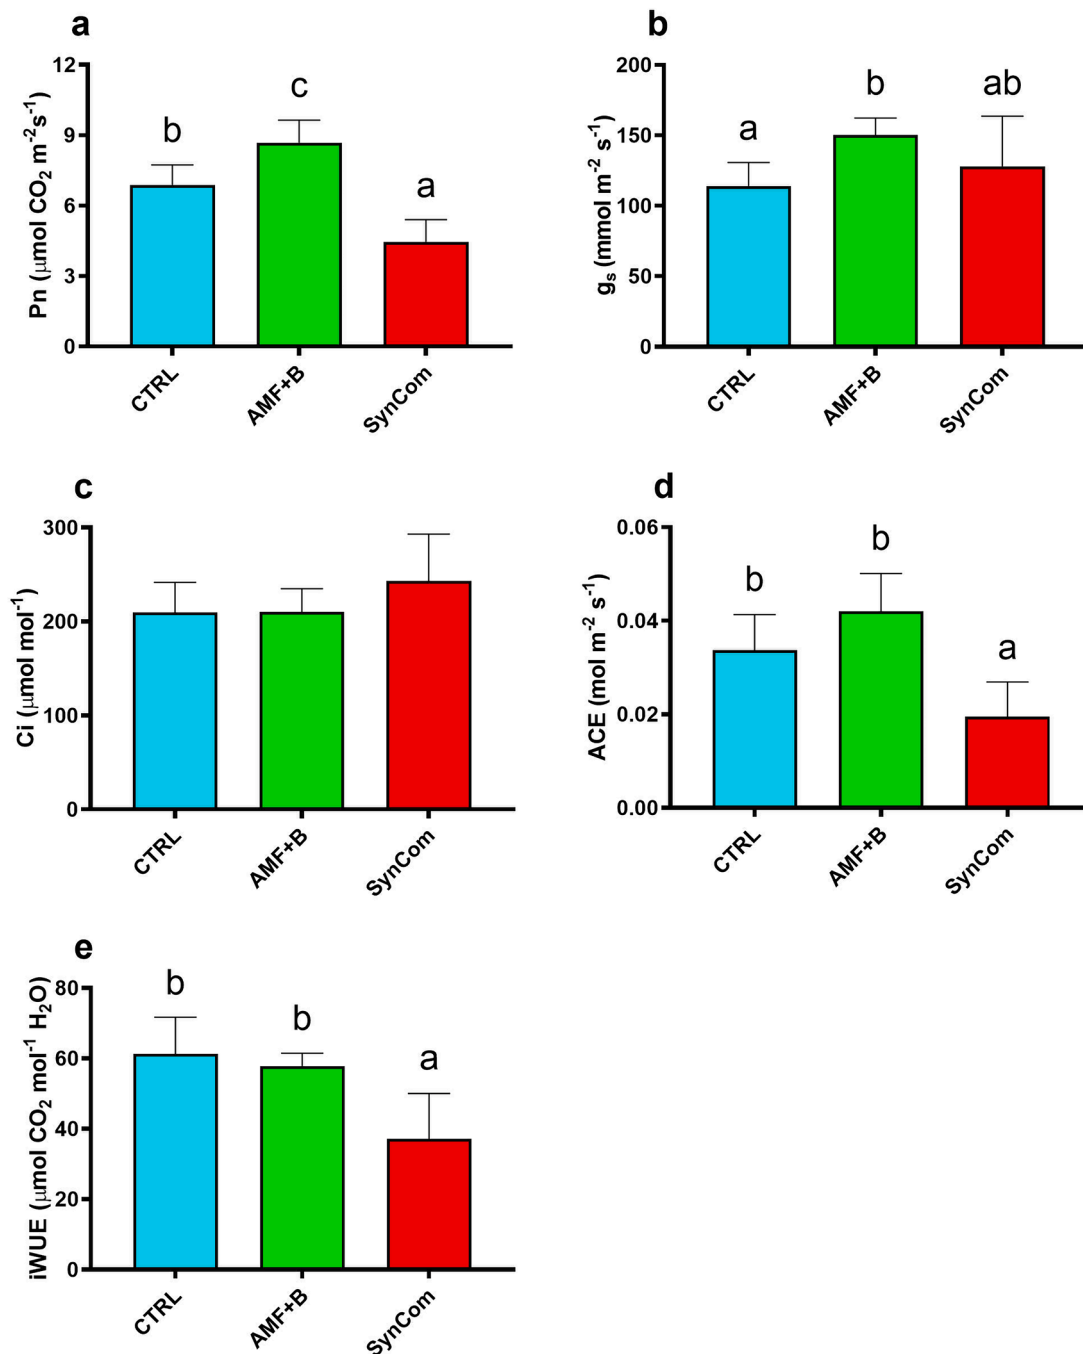 a
Pn (μmol CO₂ m⁻²s⁻¹)
12
9
6
3
0
b
c
a
CTRL
AMF+B
SynCom
b
gₛ (mmol m⁻² s⁻¹)
200
150
100
50
0
a
b
ab
CTRL
AMF+B
SynCom
c
Ci (μmol mol⁻¹)
300
200
100
0
CTRL
AMF+B
SynCom
d
ACE (mol m⁻² s⁻¹)
0.06
0.04
0.02
0.00
b
b
a
CTRL
AMF+B
SynCom
e
iWUE (μmol CO₂ mol⁻¹ H₂O)
80
60
40
20
0
b
b
a
CTRL
AMF+B
SynCom